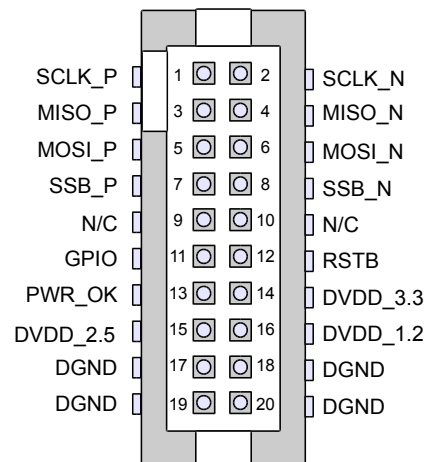 SCLK_P 1 2 SCLK_N
MISO_P 3 4 MISO_N
MOSI_P 5 6 MOSI_N
SSB_P 7 8 SSB_N
N/C 9 10 N/C
GPIO 11 12 RSTB
PWR_OK 13 14 DVDD_3.3
DVDD_2.5 15 16 DVDD_1.2
DGND 17 18 DGND
DGND 19 20 DGND